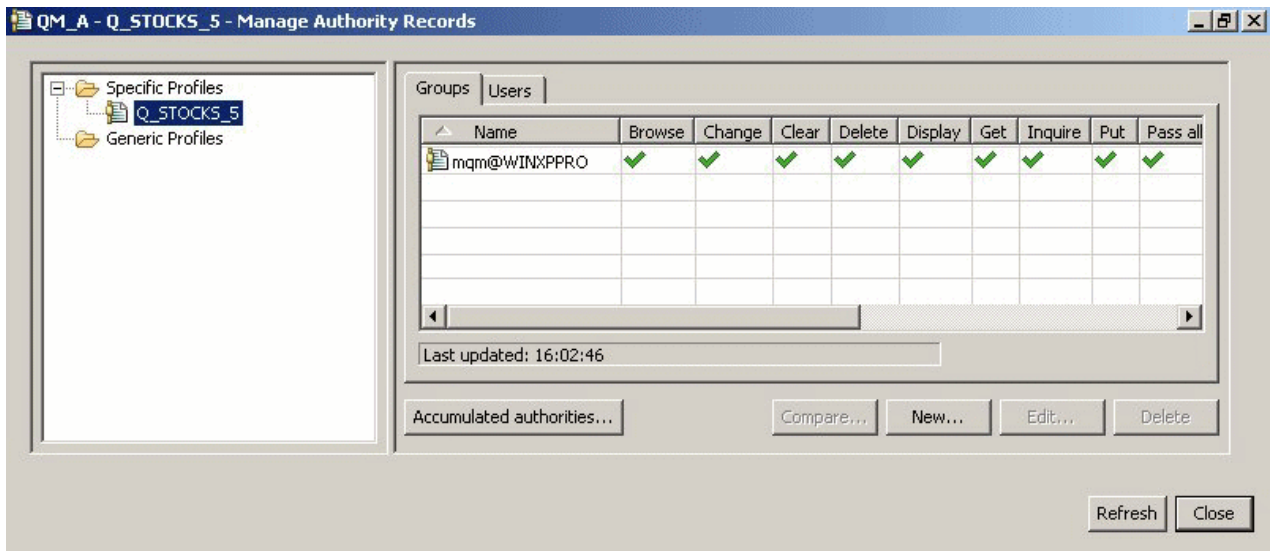 QM_A - Q_STOCKS_5 - Manage Authority Records
Specific Profiles
Q_STOCKS_5
Generic Profiles
Groups Users
Name Browse Change Clear Delete Display Get Inquire Put Pass all
mqm@WINXPPRO
Last updated: 16:02:46
Accumulated authorities... Compare... New... Edit... Delete
Refresh Close